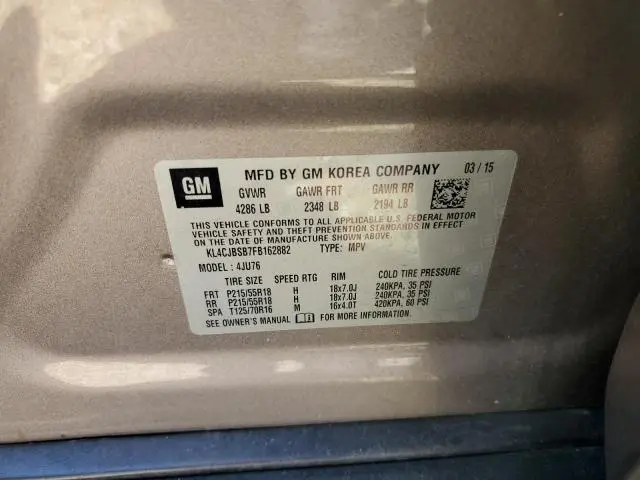 GM
MFD BY GM KOREA COMPANY 03 / 15
GVWR GAWR FRT GAWR RR
4286 LB 2348 LB 2194 LB
THIS VEHICLE CONFORMS TO ALL APPLICABLE U.S. FEDERAL MOTOR
VEHICLE SAFETY AND THEFT PREVENTION STANDARDS IN EFFECT
ON THE DATE OF MANUFACTURE SHOWN ABOVE.
KL4CJBSB7FB162882 TYPE: MPV
MODEL : 4JU76
TIRE SIZE SPEED RTG RIM COLD TIRE PRESSURE
FRT P215/55R18 H 18x7.0J 240KPA, 35 PSI
RR P215/55R18 H 18x7.0J 240KPA, 35 PSI
SPA T125/70R16 M 16x4.0T 420KPA, 60 PSI
SEE OWNER'S MANUAL FOR MORE INFORMATION.